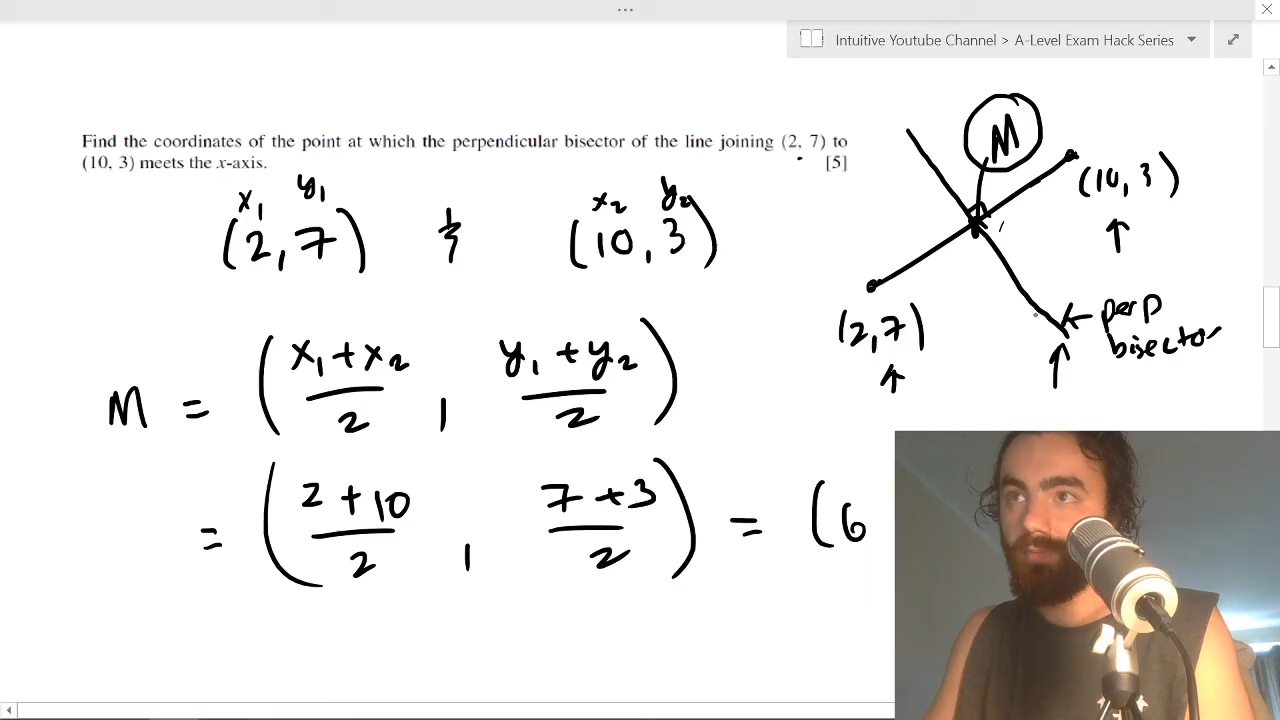 Intuitive Youtube Channel > A-Level Exam Hack Series
Find the coordinates of the point at which the perpendicular bisector of the line joining (2, 7) to
(10, 3) meets the x-axis. [5]
M
(10, 3)
x₁ y₁ x₂ y₂
(2, 7) & (10, 3)
(2, 7)
perp
bisector
M = (x₁ + x₂ / 2, y₁ + y₂ / 2)
= (2 + 10 / 2, 7 + 3 / 2) = (6